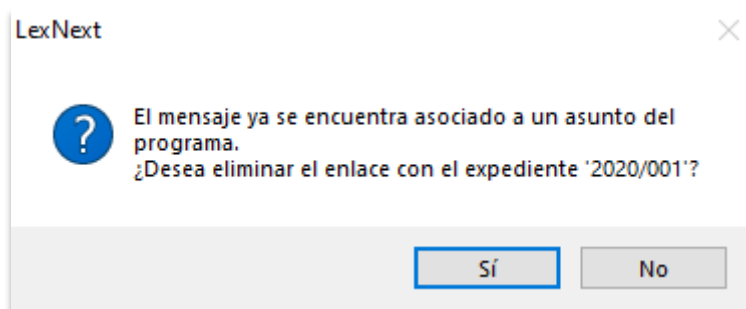 LexNext
El mensaje ya se encuentra asociado a un asunto del
programa.
¿Desea eliminar el enlace con el expediente '2020/001'?
Sí
No